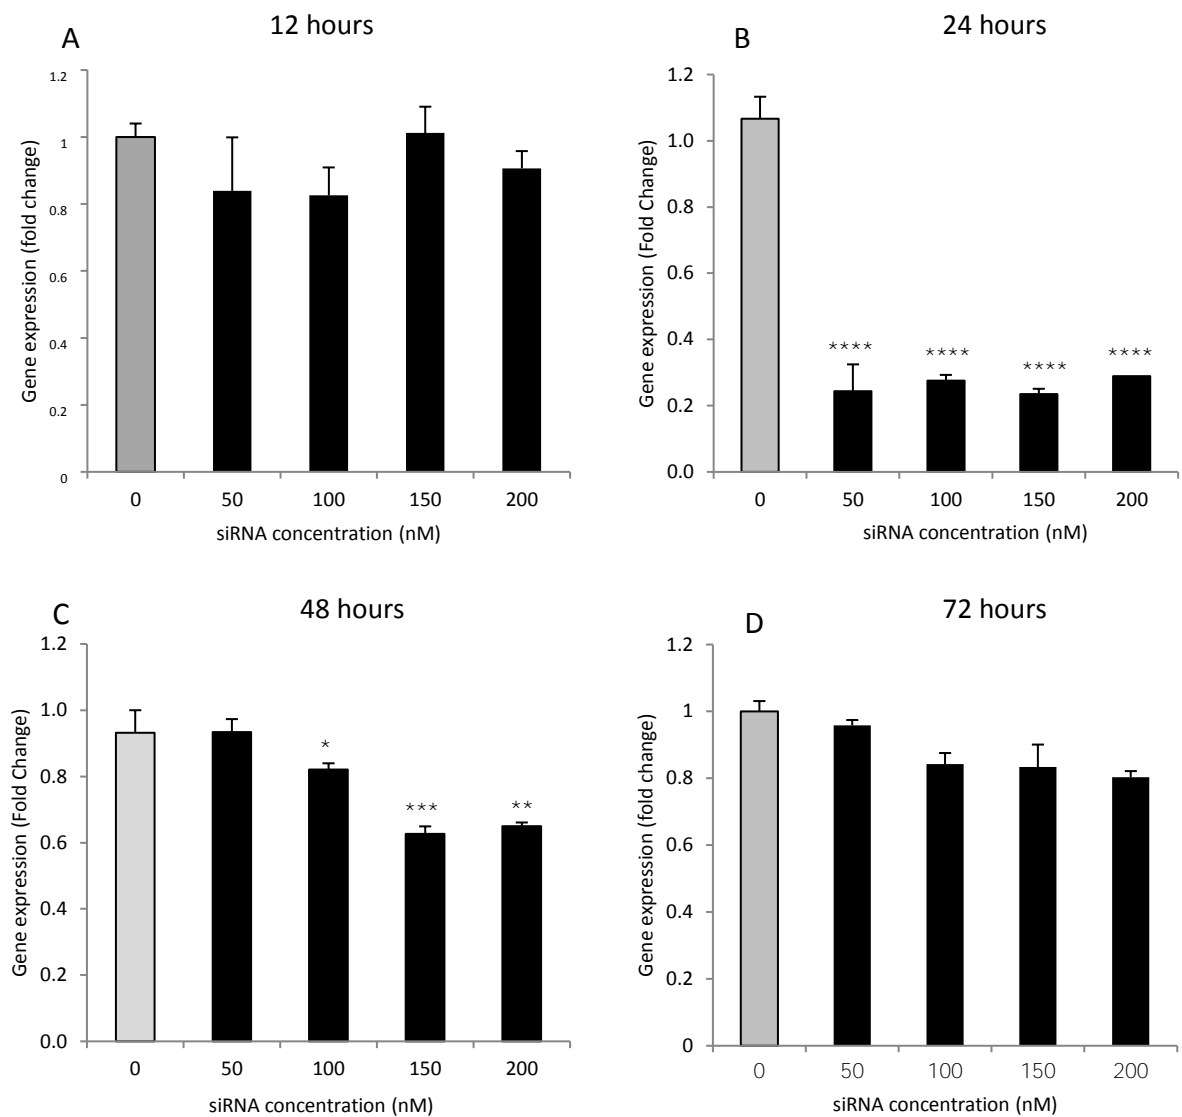 A
12 hours
1.2
1
0.8
0.6
0.4
0.2
0
Gene expression (fold change)
0 50 100 150 200
siRNA concentration (nM)
B
24 hours
1.2
1.0
0.8
0.6
0.4
0.2
0.0
Gene expression (Fold Change)
**** **** **** ****
0 50 100 150 200
siRNA concentration (nM)
C
48 hours
1.2
1.0
0.8
0.6
0.4
0.2
0.0
Gene expression (Fold Change)
* *** **
0 50 100 150 200
siRNA concentration (nM)
D
72 hours
1.2
1
0.8
0.6
0.4
0.2
0
Gene expression (fold change)
0 50 100 150 200
siRNA concentration (nM)